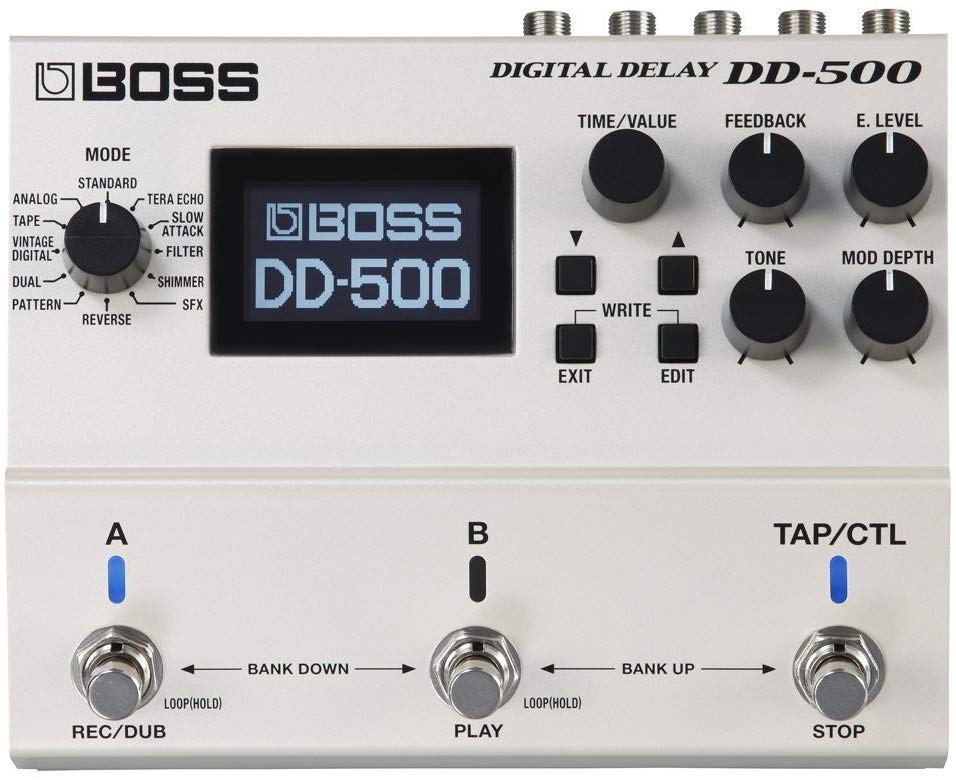 BOSS
DIGITAL DELAY DD-500
MODE
STANDARD
ANALOG
TERA ECHO
TAPE
SLOW
ATTACK
VINTAGE
DIGITAL
FILTER
DUAL
SHIMMER
PATTERN
SFX
REVERSE
BOSS
DD-500
TIME/VALUE
FEEDBACK
E. LEVEL
▼ ▲
TONE
MOD DEPTH
WRITE
EXIT
EDIT
A
B
TAP/CTL
BANK DOWN
BANK UP
LOOP(HOLD)
LOOP(HOLD)
REC/DUB
PLAY
STOP